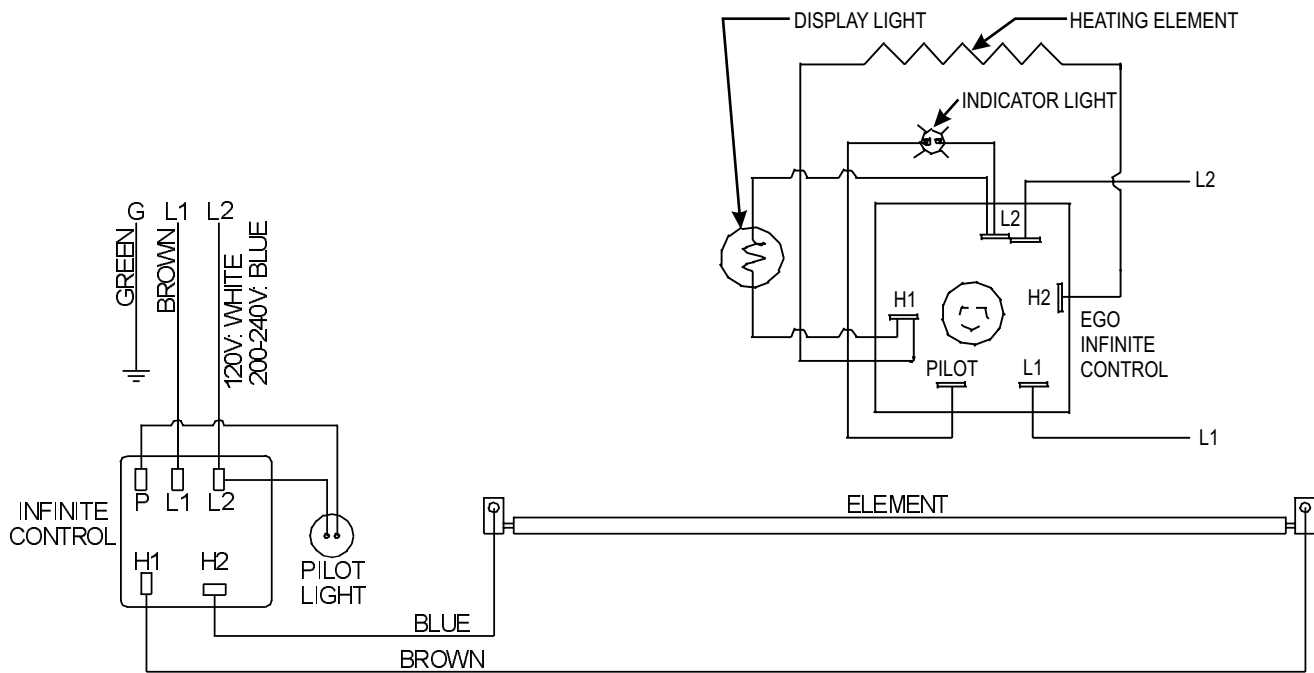 DISPLAY LIGHT
HEATING ELEMENT
INDICATOR LIGHT
L2
L2
H1
H2
EGO
INFINITE
CONTROL
PILOT
L1
L1
G
L1
L2
GREEN
BROWN
120V: WHITE
200-240V: BLUE
P
L1
L2
INFINITE
CONTROL
H1
H2
PILOT
LIGHT
ELEMENT
BLUE
BROWN